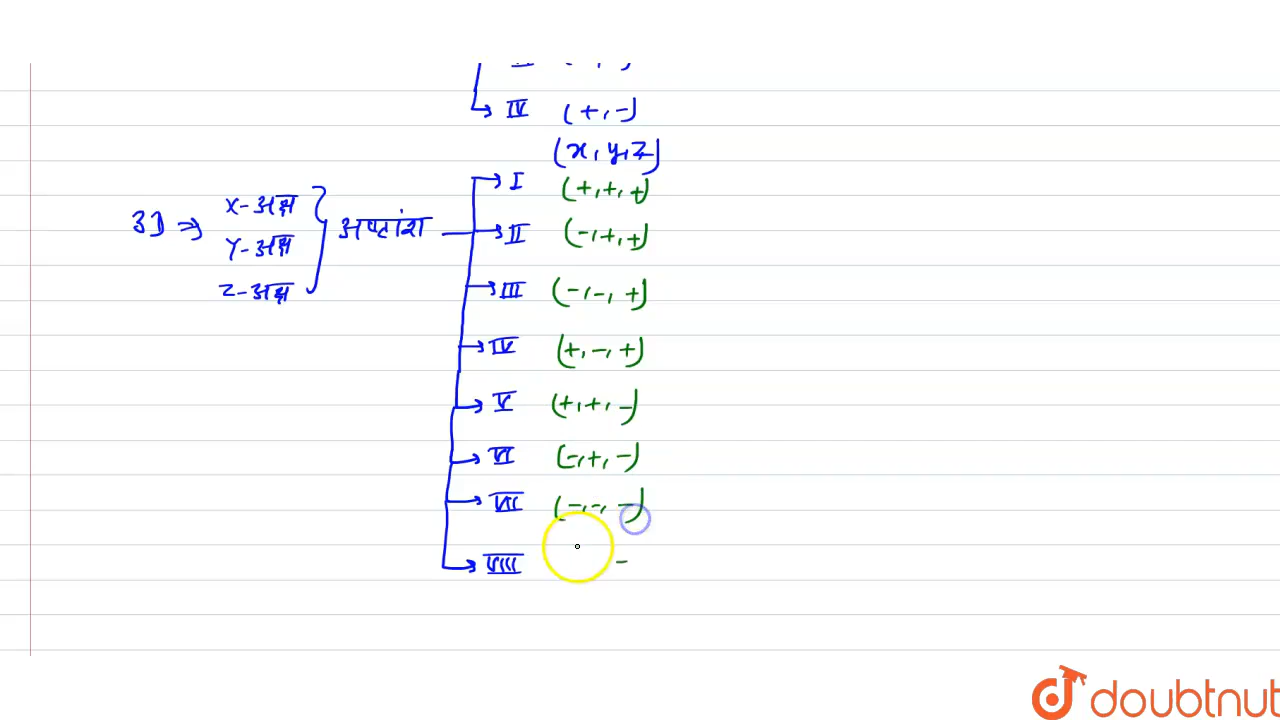 IV (+, -)
(x, y, z)
I (+, +, +)
3D ⇒ X-अक्ष
Y-अक्ष
Z-अक्ष
अष्टांश
II (-, +, +)
III (-, -, +)
IV (+, -, +)
V (+, +, -)
VI (-, +, -)
VII (-, -, -)
VIII -
doubtnut